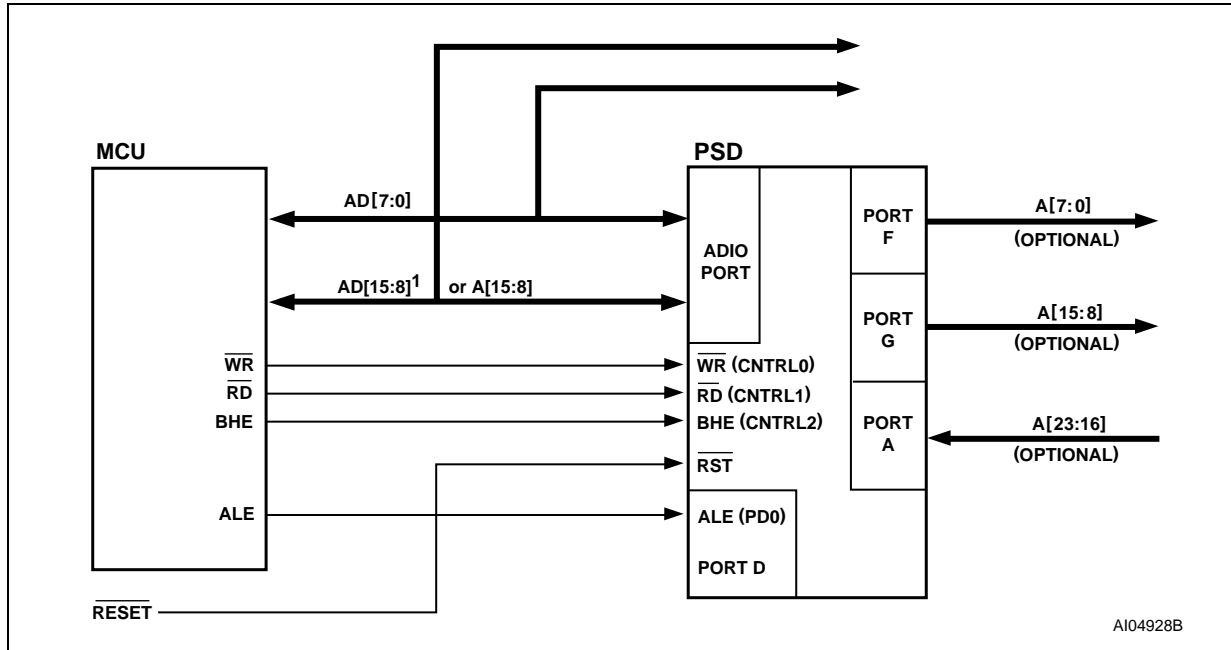 MCU
PSD
AD[7:0]
AD[15:8]1 or A[15:8]
WR
RD
BHE
ALE
RESET
ADIO
PORT
WR (CNTRL0)
RD (CNTRL1)
BHE (CNTRL2)
RST
ALE (PD0)
PORT D
PORT
F
PORT
G
PORT
A
A[7:0]
(OPTIONAL)
A[15:8]
(OPTIONAL)
A[23:16]
(OPTIONAL)
AI04928B